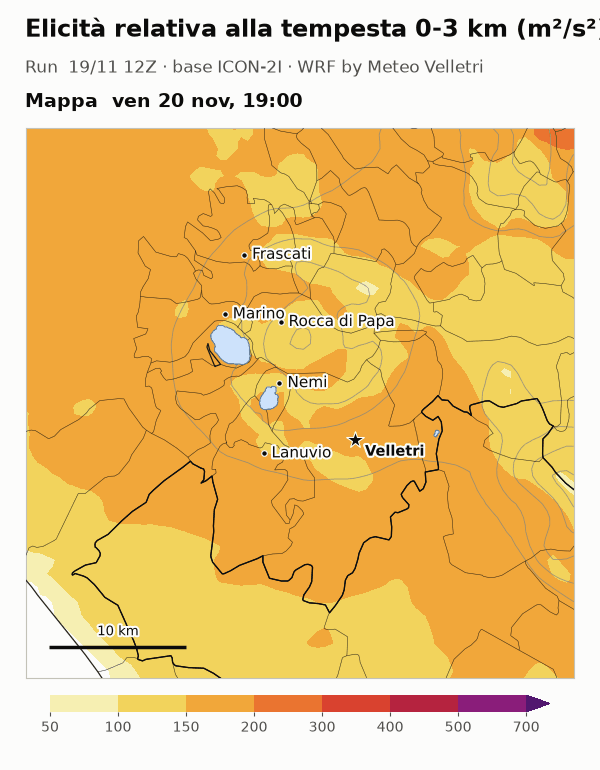 Elicità relativa alla tempesta 0-3 km (m²/s²)
Run  19/11 12Z · base ICON-2I · WRF by Meteo Velletri
Mappa  ven 20 nov, 19:00
Frascati
Marino
Rocca di Papa
Nemi
Velletri
Lanuvio
10 km
50 100 150 200 300 400 500 700